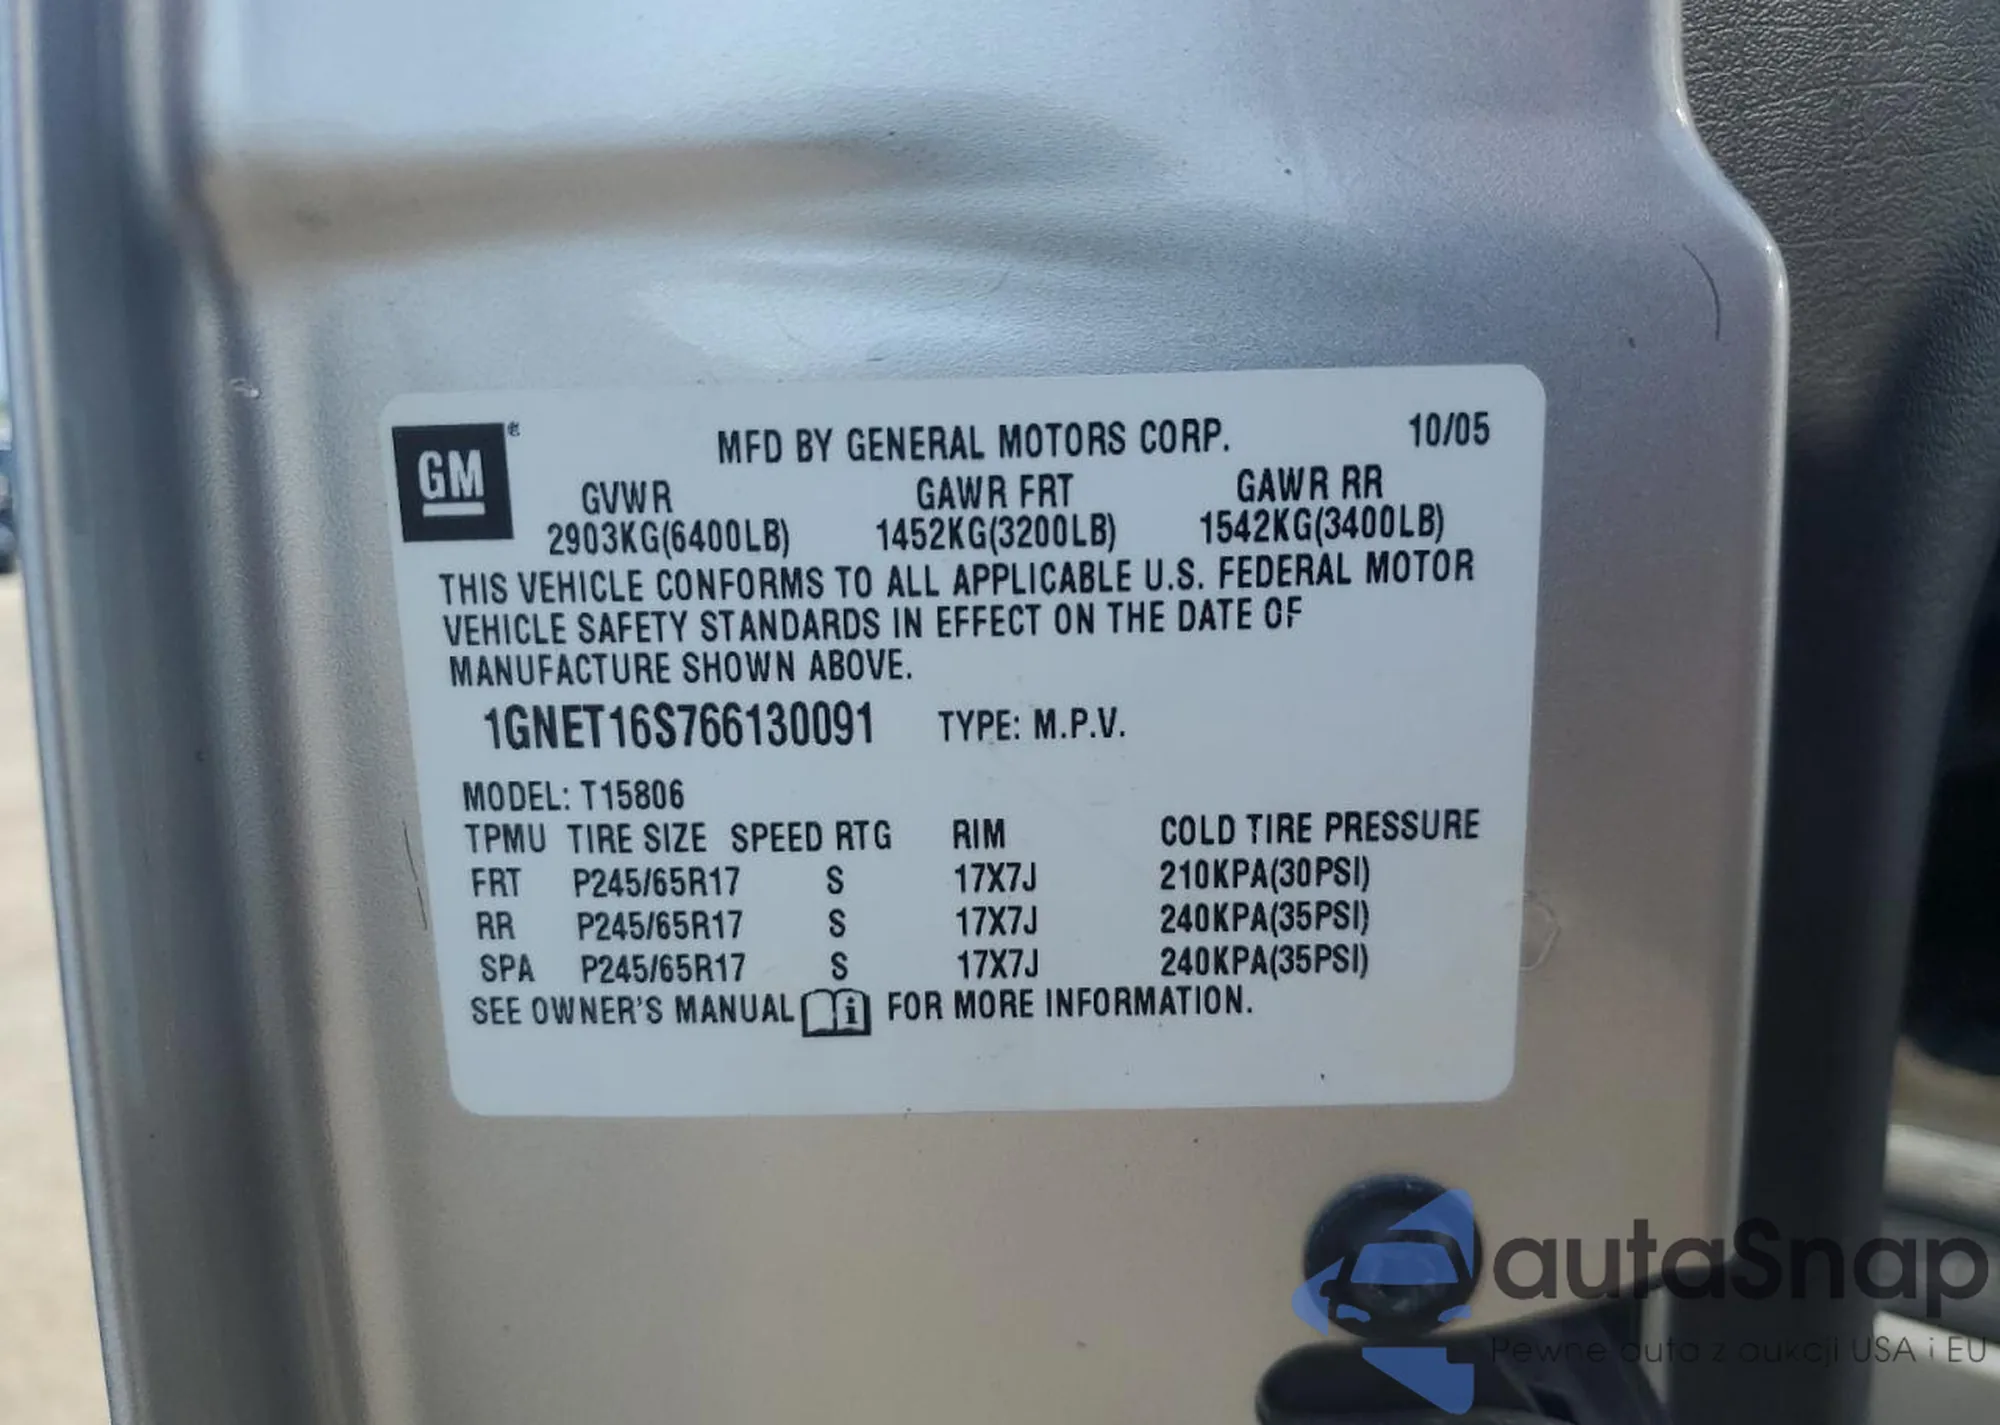 GM®
MFD BY GENERAL MOTORS CORP. 10/05
GVWR GAWR FRT GAWR RR
2903KG(6400LB) 1452KG(3200LB) 1542KG(3400LB)
THIS VEHICLE CONFORMS TO ALL APPLICABLE U.S. FEDERAL MOTOR
VEHICLE SAFETY STANDARDS IN EFFECT ON THE DATE OF
MANUFACTURE SHOWN ABOVE.
1GNET16S766130091 TYPE: M.P.V.
MODEL: T15806
TPMU TIRE SIZE SPEED RTG RIM COLD TIRE PRESSURE
FRT P245/65R17 S 17X7J 210KPA(30PSI)
RR P245/65R17 S 17X7J 240KPA(35PSI)
SPA P245/65R17 S 17X7J 240KPA(35PSI)
SEE OWNER'S MANUAL i FOR MORE INFORMATION.
autaSnap
Pewne auta z aukcji USA i EU